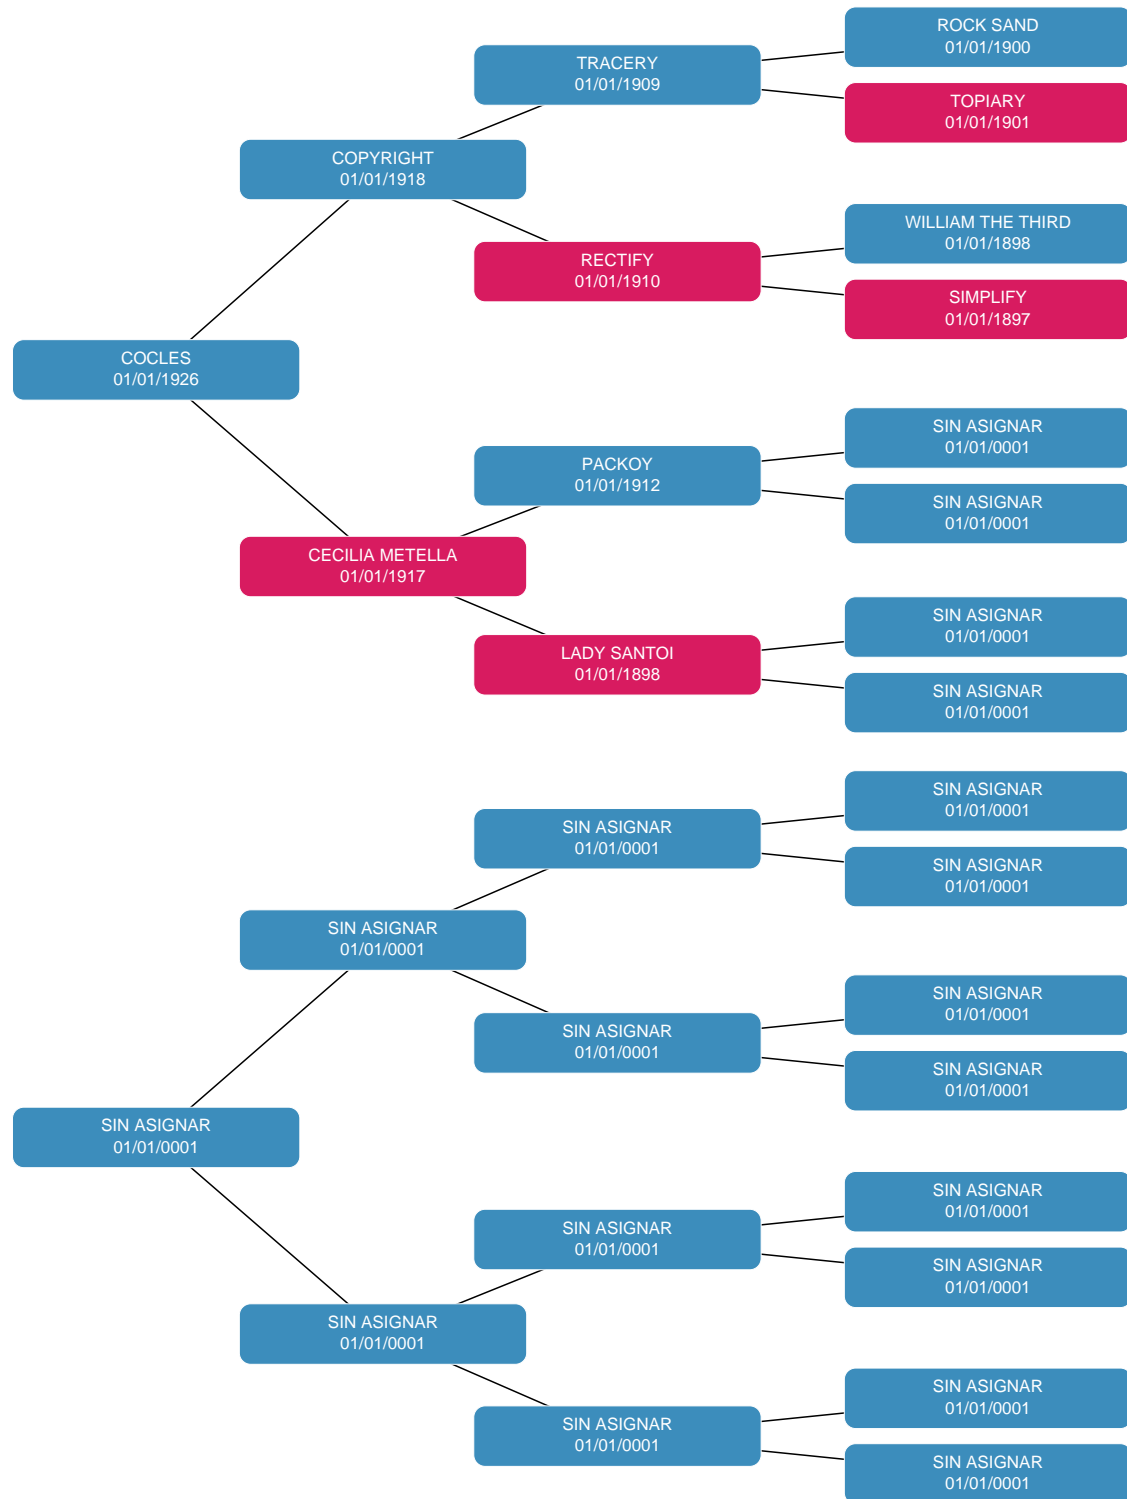 ROCK SAND
01/01/1900
TRACERY
01/01/1909
TOPIARY
01/01/1901
COPYRIGHT
01/01/1918
WILLIAM THE THIRD
01/01/1898
RECTIFY
01/01/1910
SIMPLIFY
01/01/1897
COCLES
01/01/1926
SIN ASIGNAR
01/01/0001
PACKOY
01/01/1912
SIN ASIGNAR
01/01/0001
CECILIA METELLA
01/01/1917
SIN ASIGNAR
01/01/0001
LADY SANTOI
01/01/1898
SIN ASIGNAR
01/01/0001
SIN ASIGNAR
01/01/0001
SIN ASIGNAR
01/01/0001
SIN ASIGNAR
01/01/0001
SIN ASIGNAR
01/01/0001
SIN ASIGNAR
01/01/0001
SIN ASIGNAR
01/01/0001
SIN ASIGNAR
01/01/0001
SIN ASIGNAR
01/01/0001
SIN ASIGNAR
01/01/0001
SIN ASIGNAR
01/01/0001
SIN ASIGNAR
01/01/0001
SIN ASIGNAR
01/01/0001
SIN ASIGNAR
01/01/0001
SIN ASIGNAR
01/01/0001
SIN ASIGNAR
01/01/0001